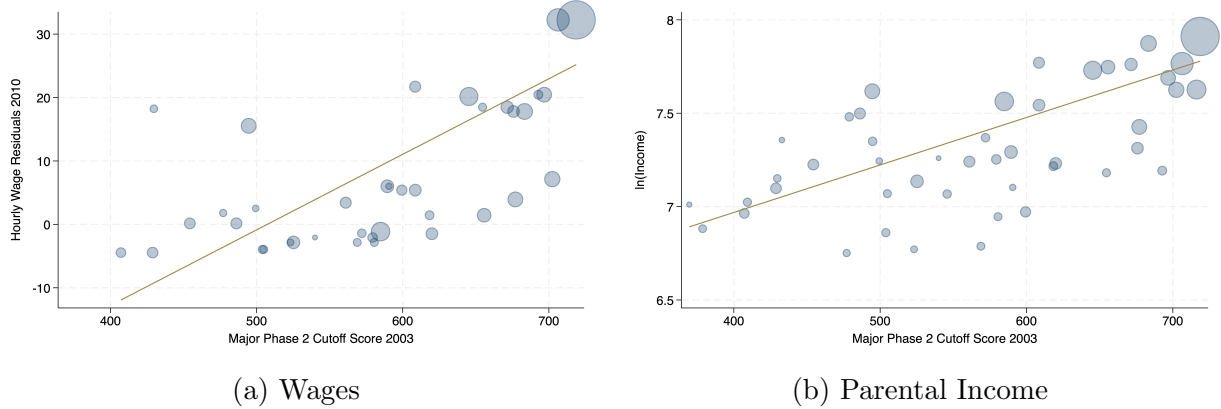 30
20
10
0
-10
Hourly Wage Residuals 2010
400 500 600 700
Major Phase 2 Cutoff Score 2003
(a) Wages
8
7.5
7
6.5
ln(Income)
400 500 600 700
Major Phase 2 Cutoff Score 2003
(b) Parental Income